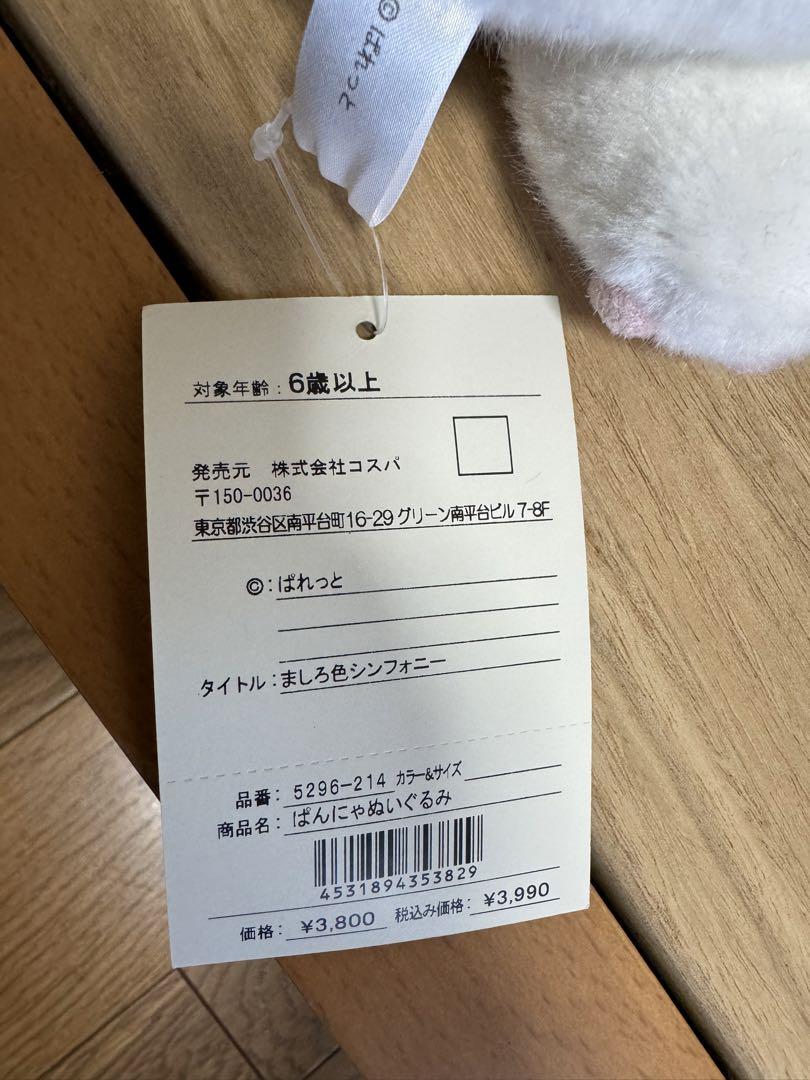 ©ぱれっと
対象年齢：6歳以上
発売元　株式会社コスパ
〒150-0036
東京都渋谷区南平台町16-29 グリーン南平台ビル 7-8F
©：ぱれっと
タイトル：ましろ色シンフォニー
品番： 5296-214 カラー&サイズ
商品名： ぱんにゃぬいぐるみ
4531894353829
価格： ¥3,800 税込み価格： ¥3,990